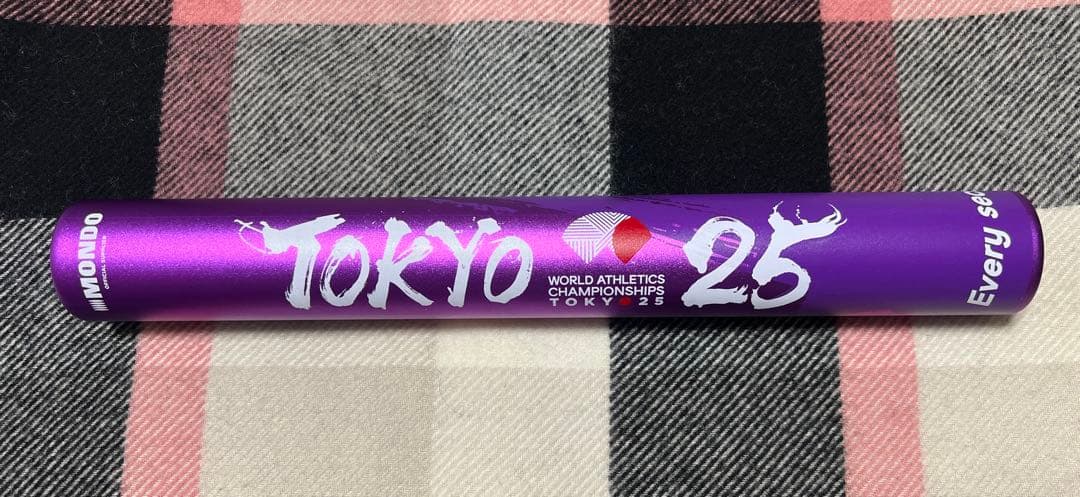 MONDO
OFFICIAL SUPPLIER
TOKYO
WORLD ATHLETICS
CHAMPIONSHIPS
TOKYO 25
25
Every